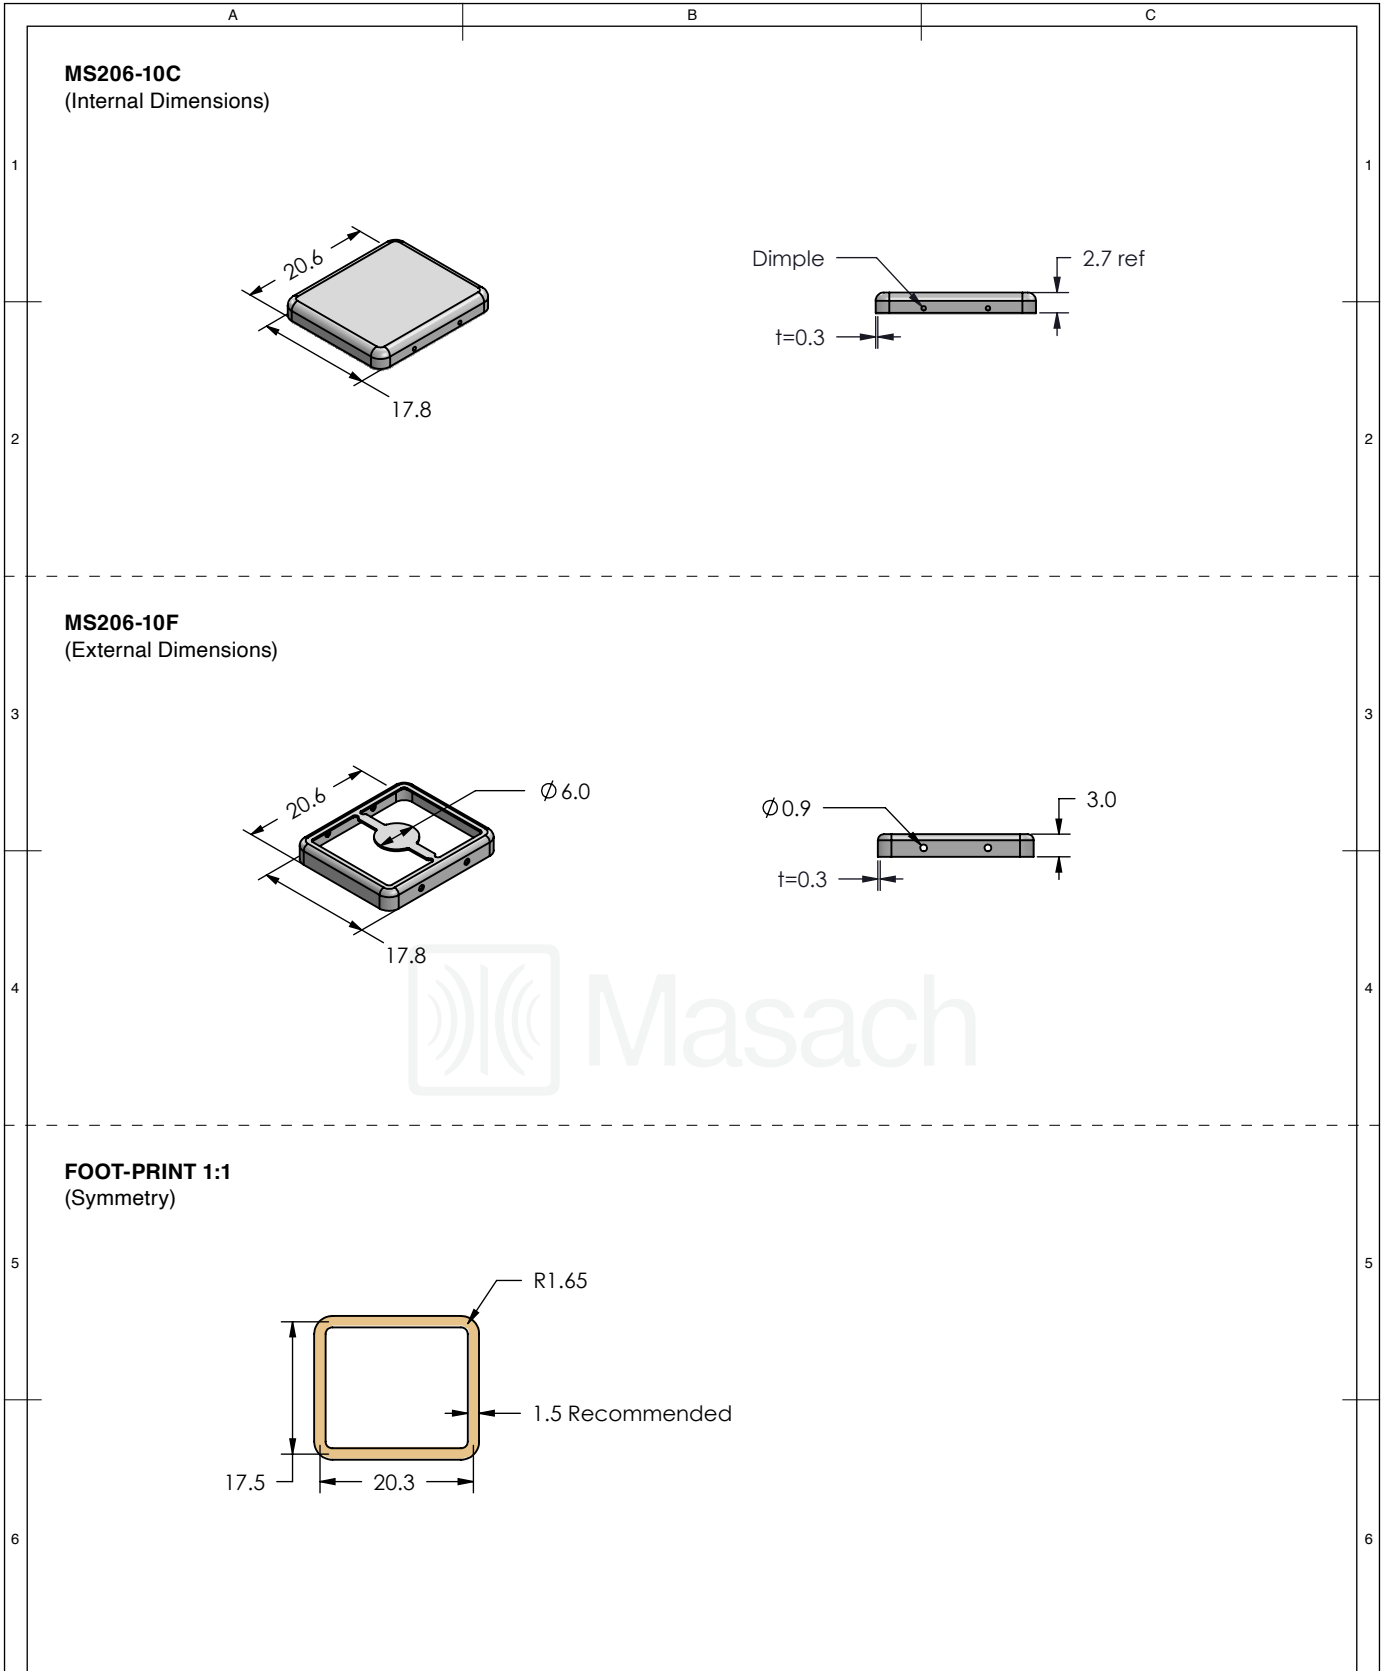 A B C
MS206-10C
(Internal Dimensions)
1 1
20.6
17.8
Dimple
2.7 ref
t=0.3
2 2
MS206-10F
(External Dimensions)
3 3
20.6
Ø6.0
17.8
Ø0.9
3.0
t=0.3
Masach
4 4
FOOT-PRINT 1:1
(Symmetry)
5 5
R1.65
1.5 Recommended
17.5
20.3
6 6